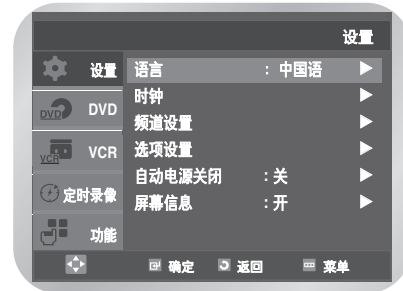 设置
设置
语言 : 中国语 ►
时钟 ►
DVD DVD
频道设置 ►
VCR VCR
选项设置 ►
自动电源关闭 : 关 ►
定时录像
屏幕信息 : 开 ►
功能
确定 返回 菜单